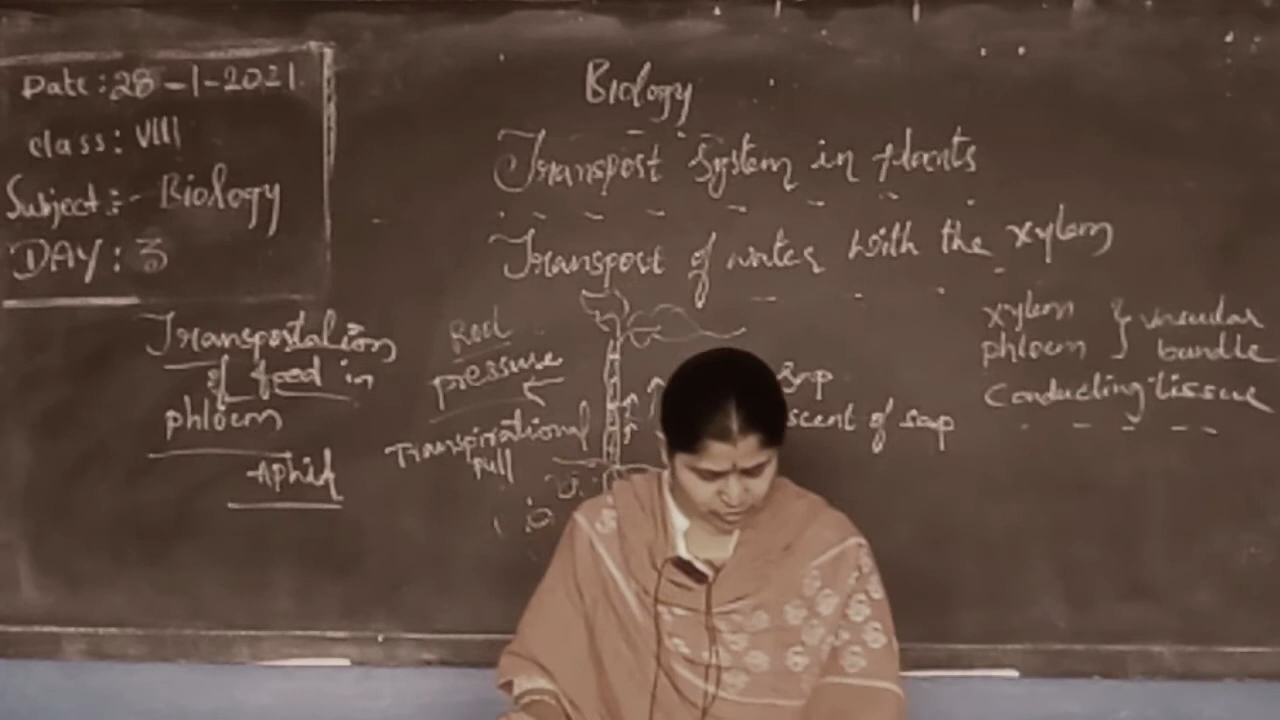 Date: 28-1-2021
class: VIII
Subject:- Biology
DAY: 3
Biology
Transport System in plants
Transport of water with the xylem
Transportation
of food in
phloem
Aphid
Root
pressure
Transpirational
pull
Sap
scent of sap
xylem } vascular
phloem } bundle
Conducting tissue